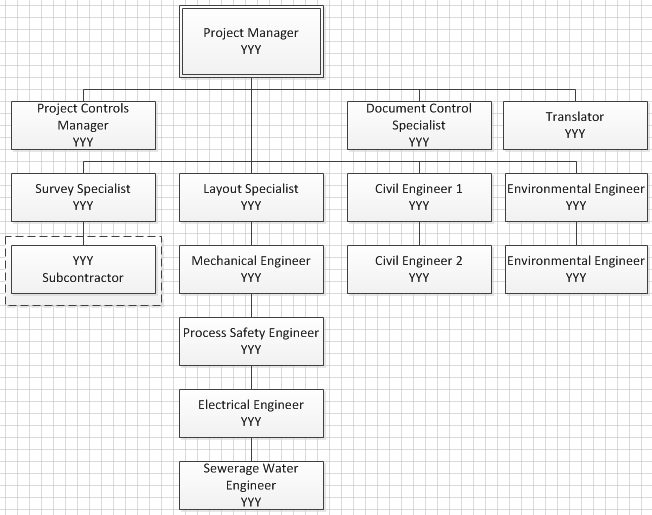 Project Manager
YYY
Project Controls
Manager
YYY
Document Control
Specialist
YYY
Translator
YYY
Survey Specialist
YYY
Layout Specialist
YYY
Civil Engineer 1
YYY
Environmental Engineer
YYY
YYY
Subcontractor
Mechanical Engineer
YYY
Civil Engineer 2
YYY
Environmental Engineer
YYY
Process Safety Engineer
YYY
Electrical Engineer
YYY
Sewerage Water
Engineer
YYY